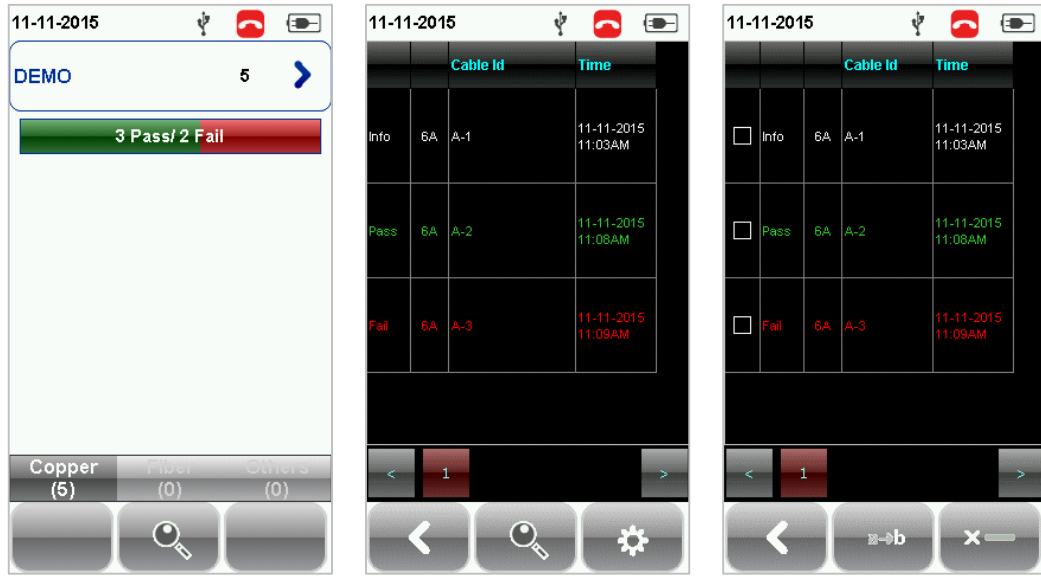 11-11-2015
DEMO 5
3 Pass/ 2 Fail
Copper (5)
Fiber (0)
Others (0)
11-11-2015
Cable Id Time
Info 6A A-1 11-11-2015 11:03AM
Pass 6A A-2 11-11-2015 11:08AM
Fail 6A A-3 11-11-2015 11:09AM
< 1 >
11-11-2015
Cable Id Time
Info 6A A-1 11-11-2015 11:03AM
Pass 6A A-2 11-11-2015 11:08AM
Fail 6A A-3 11-11-2015 11:09AM
< 1 >